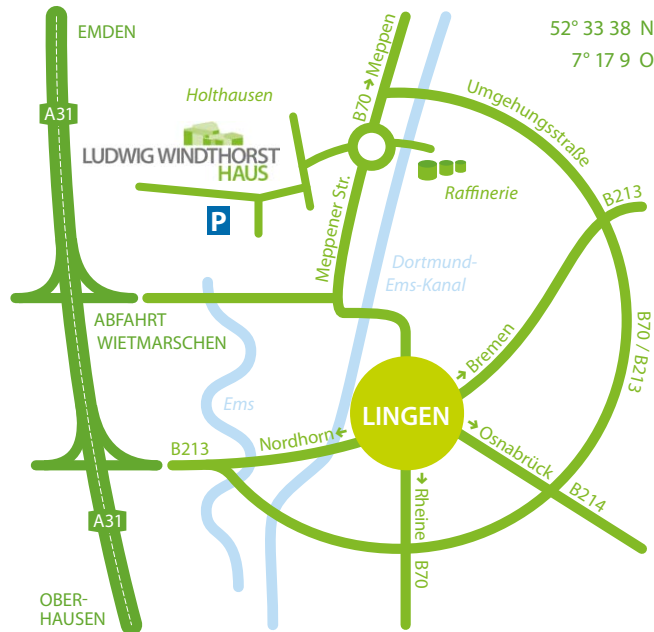 EMDEN
52° 33 38 N
7° 17 9 O
A31
Holthausen
B70 → Meppen
Umgehungsstraße
LUDWIG WINDTHORST
HAUS
Raffinerie
B213
P
Meppener Str.
Dortmund-
Ems-Kanal
ABFAHRT
WIETMARSCHEN
B70 / B213
→ Bremen
Ems
LINGEN
Nordhorn ←
B213
→ Osnabrück
B214
→ Rheine
B70
A31
OBER-
HAUSEN